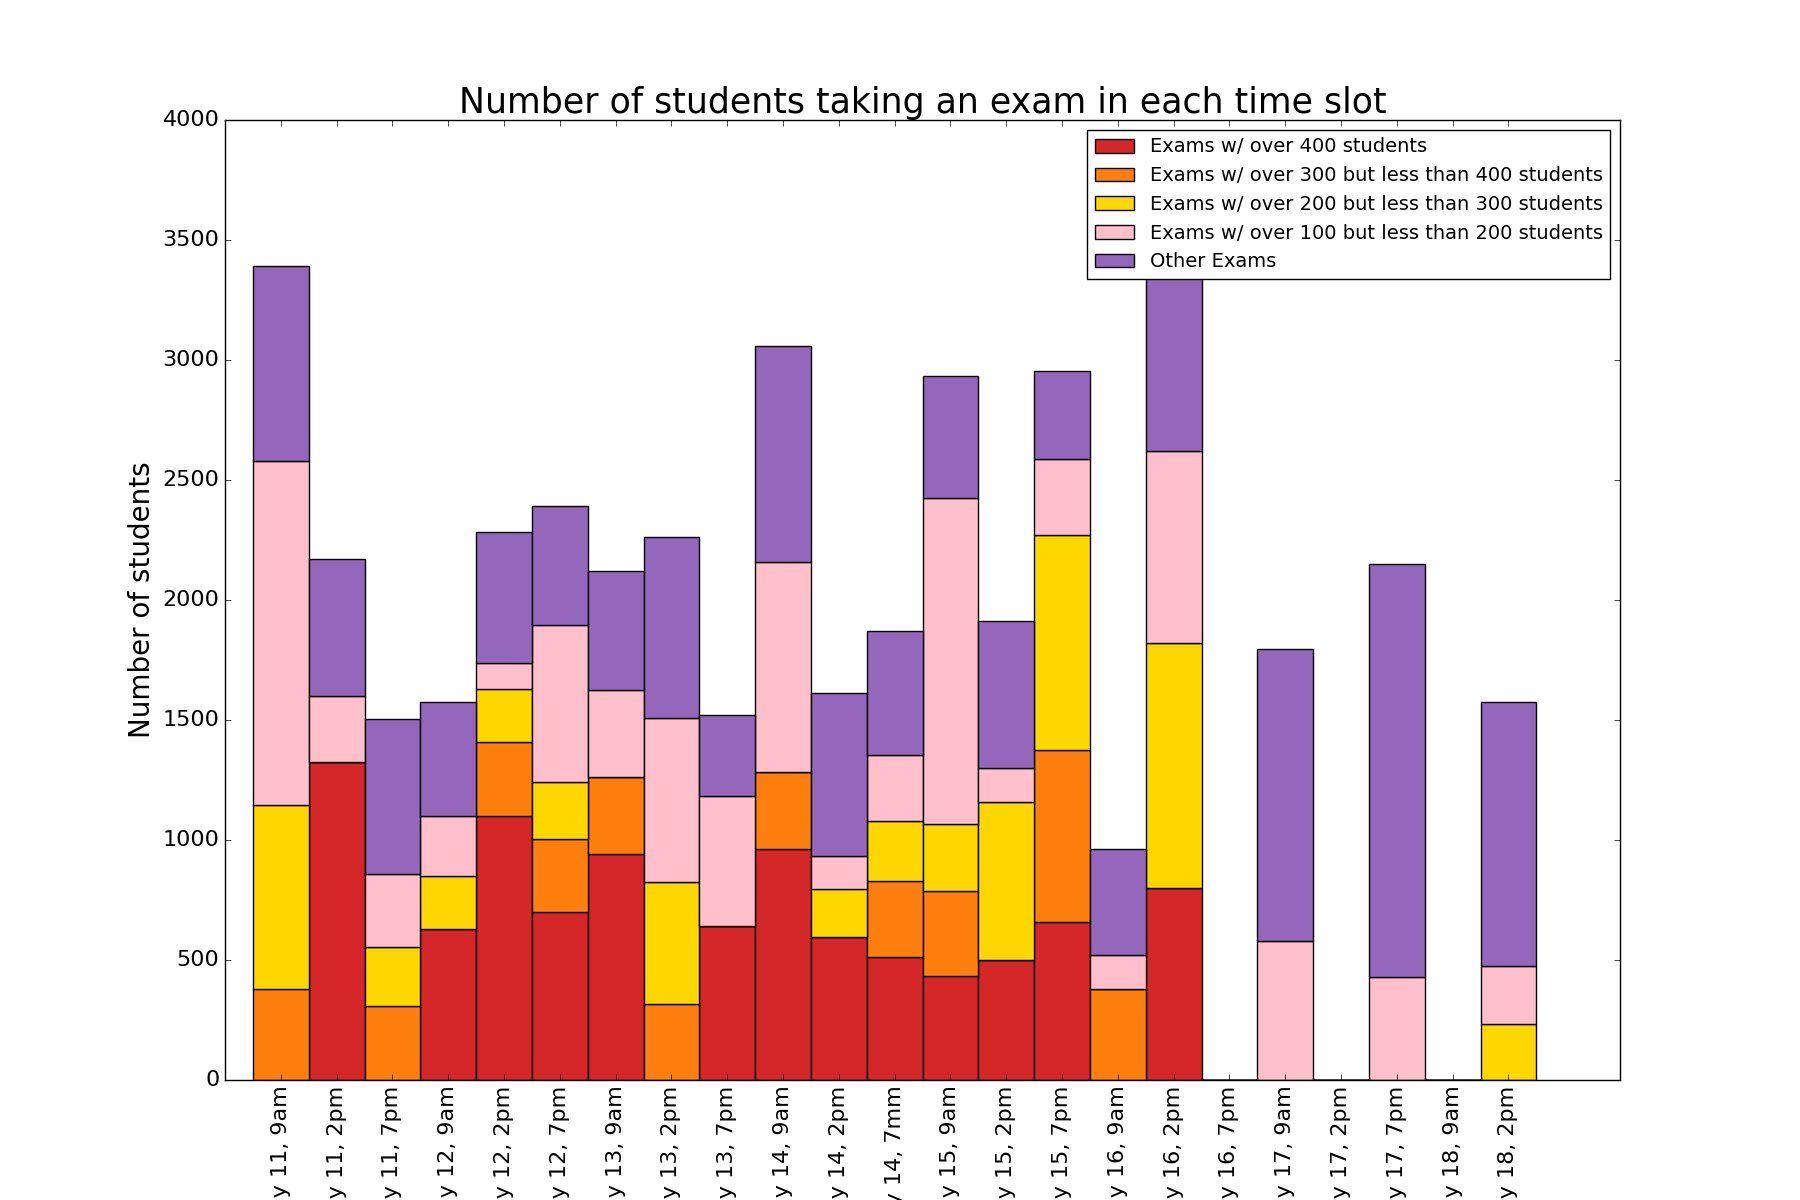 Number of students taking an exam in each time slot
4000
3500
3000
2500
2000
1500
1000
500
0
Number of students
Exams w/ over 400 students
Exams w/ over 300 but less than 400 students
Exams w/ over 200 but less than 300 students
Exams w/ over 100 but less than 200 students
Other Exams
y 11, 9am
y 11, 2pm
y 11, 7pm
y 12, 9am
y 12, 2pm
y 12, 7pm
y 13, 9am
y 13, 2pm
y 13, 7pm
y 14, 9am
y 14, 2pm
y 14, 7mm
y 15, 9am
y 15, 2pm
y 15, 7pm
y 16, 9am
y 16, 2pm
y 16, 7pm
y 17, 9am
y 17, 2pm
y 17, 7pm
y 18, 9am
y 18, 2pm